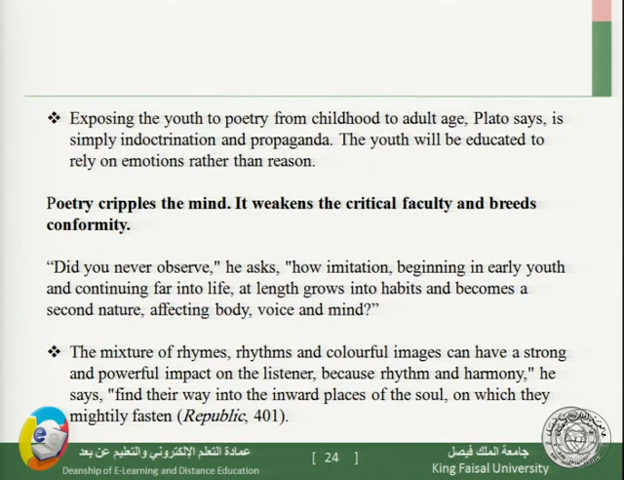 ❖ Exposing the youth to poetry from childhood to adult age, Plato says, is
simply indoctrination and propaganda. The youth will be educated to
rely on emotions rather than reason.
Poetry cripples the mind. It weakens the critical faculty and breeds
conformity.
“Did you never observe," he asks, "how imitation, beginning in early youth
and continuing far into life, at length grows into habits and becomes a
second nature, affecting body, voice and mind?”
❖ The mixture of rhymes, rhythms and colourful images can have a strong
and powerful impact on the listener, because rhythm and harmony," he
says, "find their way into the inward places of the soul, on which they
mightily fasten (Republic, 401).
عمادة التعلم الإلكتروني والتعليم عن بعد
Deanship of E-Learning and Distance Education
[ 24 ]
جامعة الملك فيصل
King Faisal University